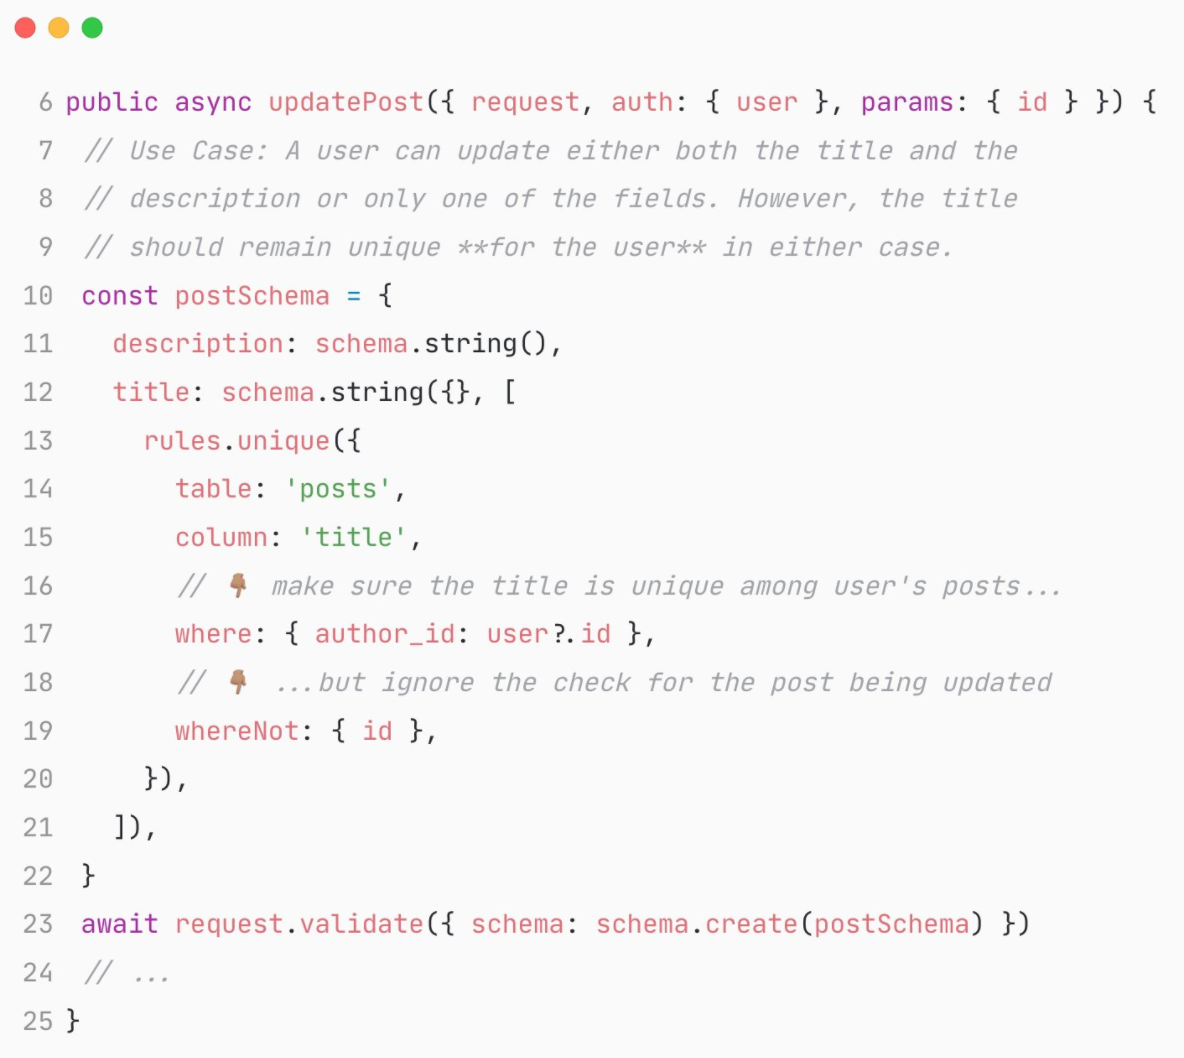 6 public async updatePost({ request, auth: { user }, params: { id } }) {
7 // Use Case: A user can update either both the title and the
8 // description or only one of the fields. However, the title
9 // should remain unique **for the user** in either case.
10 const postSchema = {
11 description: schema.string(),
12 title: schema.string({}, [
13 rules.unique({
14 table: 'posts',
15 column: 'title',
16 // 👇🏽 make sure the title is unique among user's posts...
17 where: { author_id: user?.id },
18 // 👇🏽 ...but ignore the check for the post being updated
19 whereNot: { id },
20 }),
21 ]),
22 }
23 await request.validate({ schema: schema.create(postSchema) })
24 // ...
25 }